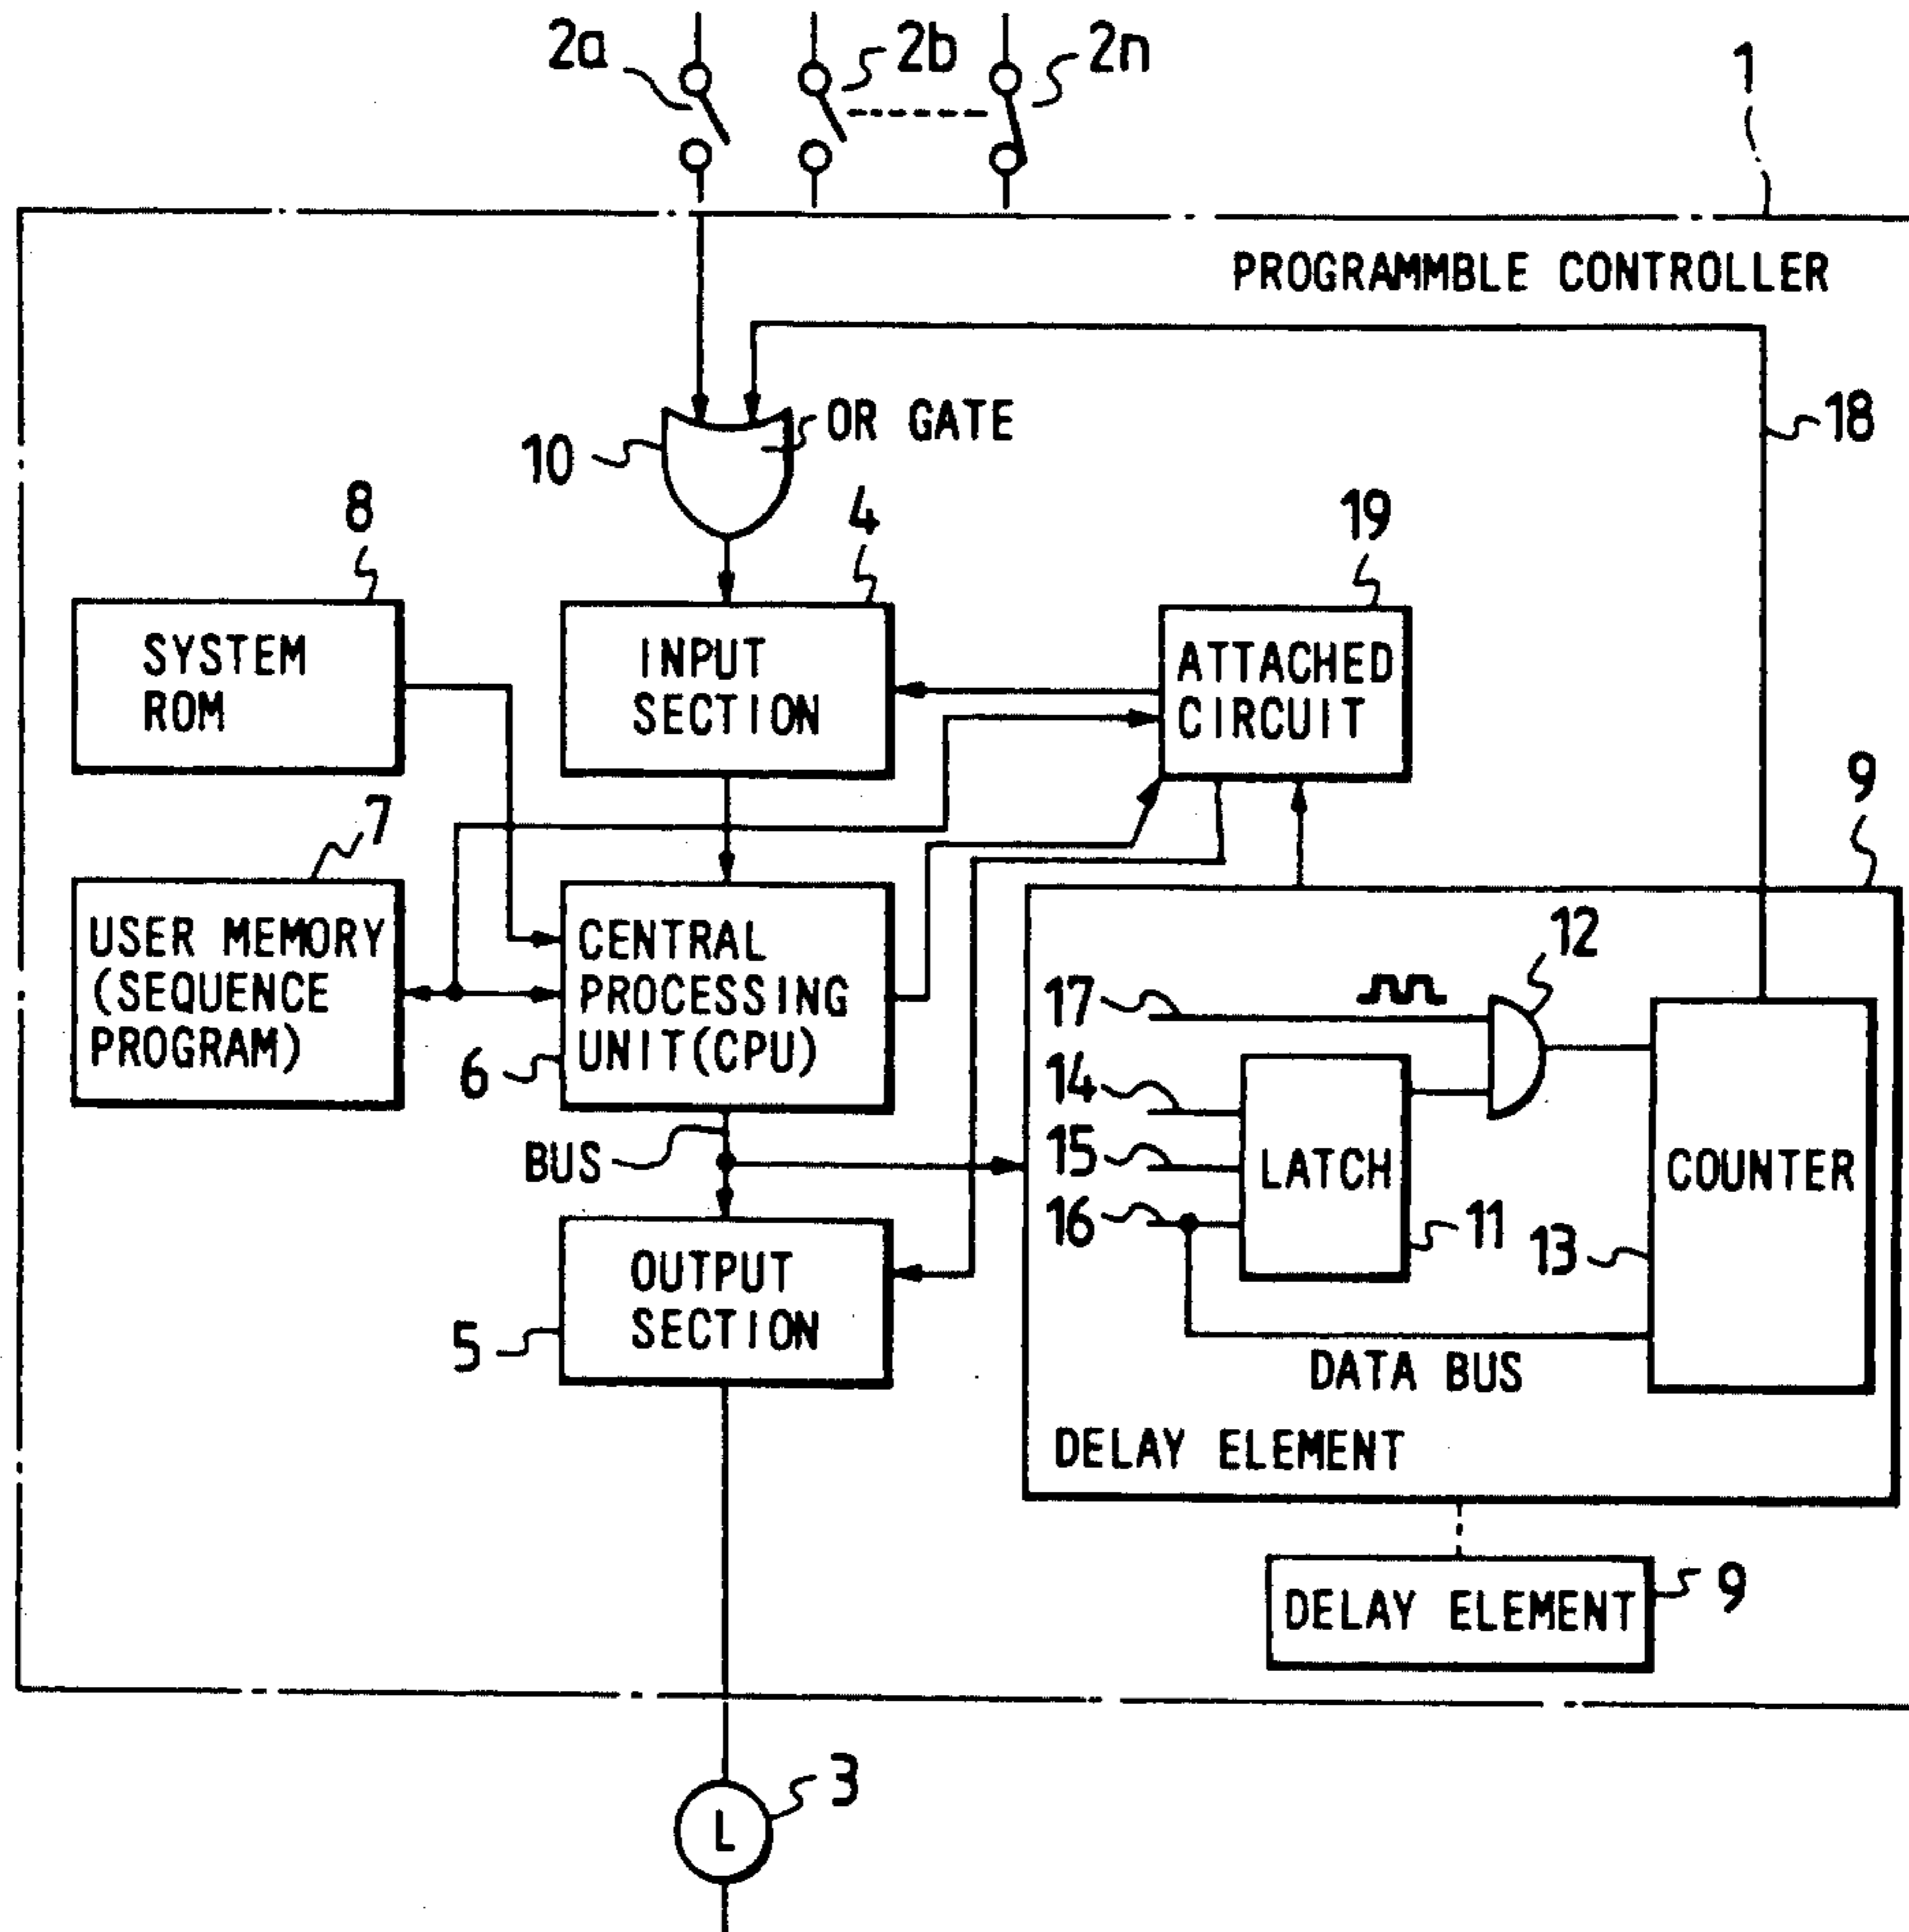 2a
2b
2n
1
PROGRAMMBLE CONTROLLER
18
OR GATE
10
8
4
19
SYSTEM
ROM
INPUT
SECTION
ATTACHED
CIRCUIT
7
9
USER MEMORY
(SEQUENCE
PROGRAM)
CENTRAL
PROCESSING
UNIT(CPU)
6
12
17
14
15
16
LATCH
11
COUNTER
13
BUS
OUTPUT
SECTION
5
DATA BUS
DELAY ELEMENT
DELAY ELEMENT
9
3
L